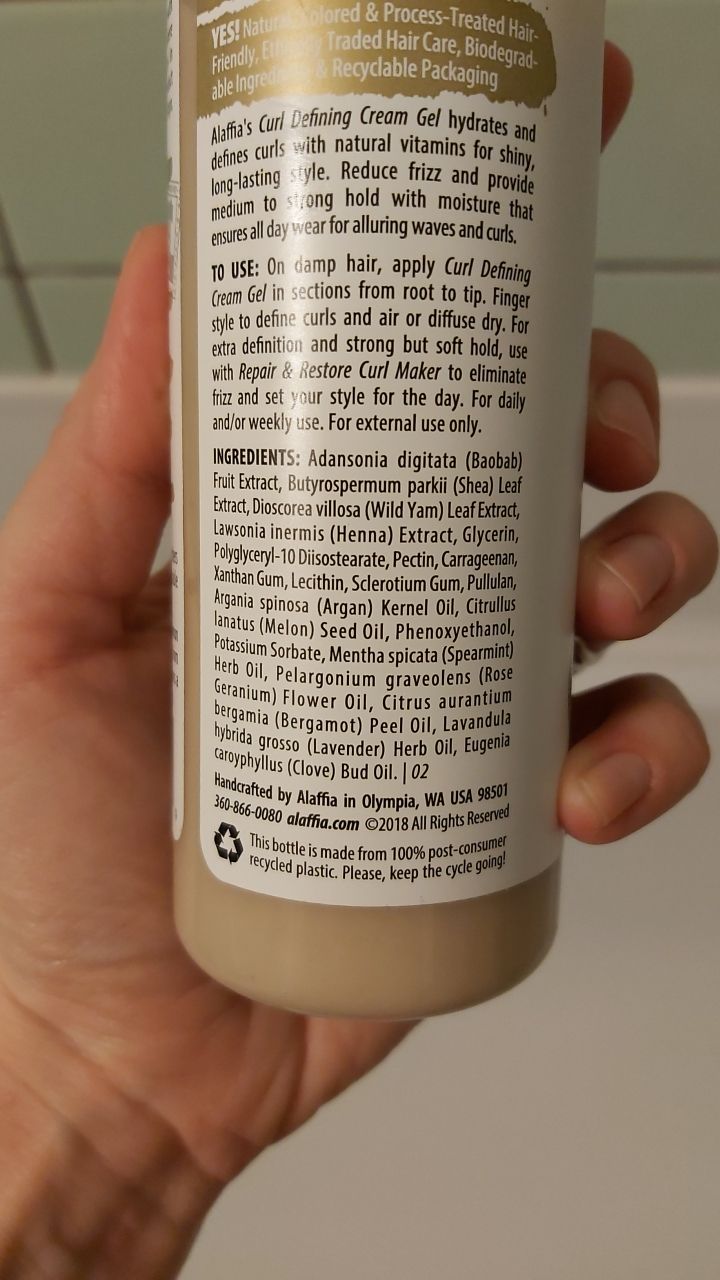 YES! Natural, Colored & Process-Treated Hair-
Friendly, Ethically Traded Hair Care, Biodegrad-
able Ingredients & Recyclable Packaging
Alaffia's Curl Defining Cream Gel hydrates and
defines curls with natural vitamins for shiny,
long-lasting style. Reduce frizz and provide
medium to strong hold with moisture that
ensures all day wear for alluring waves and curls.
TO USE: On damp hair, apply Curl Defining
Cream Gel in sections from root to tip. Finger
style to define curls and air or diffuse dry. For
extra definition and strong but soft hold, use
with Repair & Restore Curl Maker to eliminate
frizz and set your style for the day. For daily
and/or weekly use. For external use only.
INGREDIENTS: Adansonia digitata (Baobab)
Fruit Extract, Butyrospermum parkii (Shea) Leaf
Extract, Dioscorea villosa (Wild Yam) Leaf Extract,
Lawsonia inermis (Henna) Extract, Glycerin,
Polyglyceryl-10 Diisostearate, Pectin, Carrageenan,
Xanthan Gum, Lecithin, Sclerotium Gum, Pullulan,
Argania spinosa (Argan) Kernel Oil, Citrullus
lanatus (Melon) Seed Oil, Phenoxyethanol,
Potassium Sorbate, Mentha spicata (Spearmint)
Herb Oil, Pelargonium graveolens (Rose
Geranium) Flower Oil, Citrus aurantium
bergamia (Bergamot) Peel Oil, Lavandula
hybrida grosso (Lavender) Herb Oil, Eugenia
caroyphyllus (Clove) Bud Oil. | 02
Handcrafted by Alaffia in Olympia, WA USA 98501
360-866-0080 alaffia.com ©2018 All Rights Reserved
This bottle is made from 100% post-consumer
recycled plastic. Please, keep the cycle going!